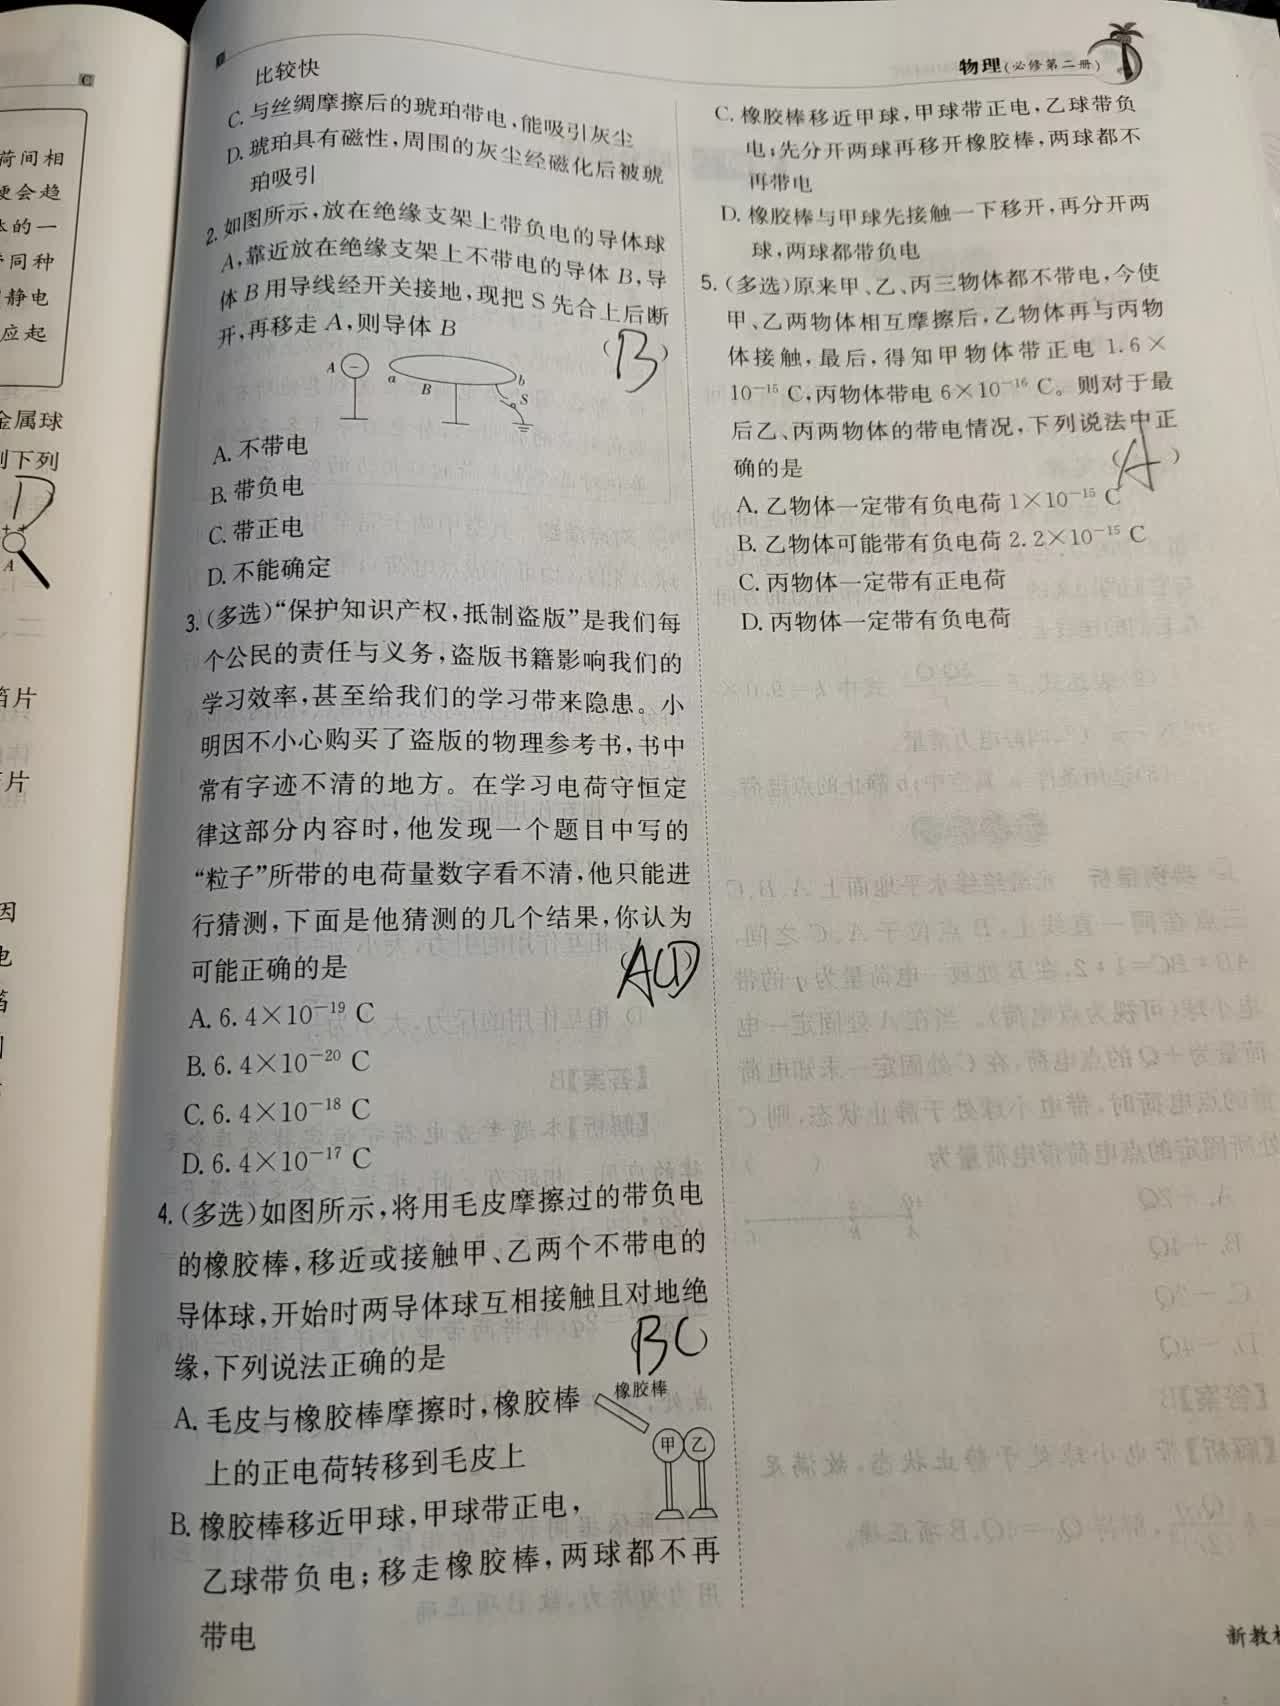 C
荷间相
便会趋
体的一
带同种
静电
应起
金属球
则下列
D
A
箔片
片
因
电
物理(必修第二册)
比较快
C. 与丝绸摩擦后的琥珀带电,能吸引灰尘
D. 琥珀具有磁性,周围的灰尘经磁化后被琥
珀吸引
2. 如图所示,放在绝缘支架上带负电的导体球
A,靠近放在绝缘支架上不带电的导体 B,导
体 B 用导线经开关接地,现把 S 先合上后断
开,再移走 A,则导体 B
(B)
A
−
a
B
b
S
A. 不带电
B. 带负电
C. 带正电
D. 不能确定
3. (多选)“保护知识产权,抵制盗版”是我们每
个公民的责任与义务,盗版书籍影响我们的
学习效率,甚至给我们的学习带来隐患。小
明因不小心购买了盗版的物理参考书,书中
常有字迹不清的地方。在学习电荷守恒定
律这部分内容时,他发现一个题目中写的
“粒子”所带的电荷量数字看不清,他只能进
行猜测,下面是他猜测的几个结果,你认为
可能正确的是
(ACD)
A. 6.4×10⁻¹⁹ C
B. 6.4×10⁻²⁰ C
C. 6.4×10⁻¹⁸ C
D. 6.4×10⁻¹⁷ C
4. (多选)如图所示,将用毛皮摩擦过的带负电
的橡胶棒,移近或接触甲、乙两个不带电的
导体球,开始时两导体球互相接触且对地绝
缘,下列说法正确的是
BC
橡胶棒
甲 乙
A. 毛皮与橡胶棒摩擦时,橡胶棒
上的正电荷转移到毛皮上
B. 橡胶棒移近甲球,甲球带正电,
乙球带负电;移走橡胶棒,两球都不再
带电
C. 橡胶棒移近甲球,甲球带正电,乙球带负
电;先分开两球再移开橡胶棒,两球都不
再带电
D. 橡胶棒与甲球先接触一下移开,再分开两
球,两球都带负电
5. (多选)原来甲、乙、丙三物体都不带电,今使
甲、乙两物体相互摩擦后,乙物体再与丙物
体接触,最后,得知甲物体带正电 1.6×
10⁻¹⁵ C,丙物体带电 6×10⁻¹⁶ C。则对于最
后乙、丙两物体的带电情况,下列说法中正
确的是
(A)
A. 乙物体一定带有负电荷 1×10⁻¹⁵ C
B. 乙物体可能带有负电荷 2.2×10⁻¹⁵ C
C. 丙物体一定带有正电荷
D. 丙物体一定带有负电荷
新教材